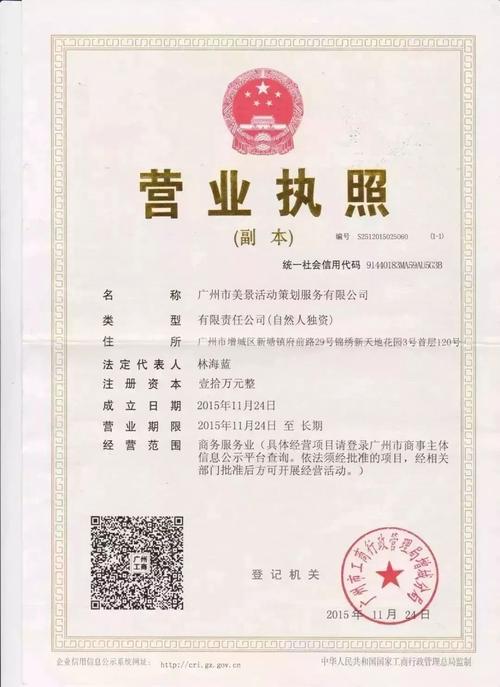 营业执照
(副 本)
编号 S2512015025060 (1-1)
统一社会信用代码 91440183MA59AU5G3B
名 称 广州市美景活动策划服务有限公司
类 型 有限责任公司(自然人独资)
住 所 广州市增城区新塘镇府前路29号锦绣新天地花园3号首层120号
法定代表人 林海蓝
注册资本 壹拾万元整
成立日期 2015年11月24日
营业期限 2015年11月24日 至 长期
经营范围 商务服务业（具体经营项目请登录广州市商事主体
信息公示平台查询。依法须经批准的项目，经相关
部门批准后方可开展经营活动。）
广州
工商
登记机关
广州市工商行政管理局增城分局
2015 年 11 月 24 日
企业信用信息公示系统网址： http://cri.gz.gov.cn
中华人民共和国国家工商行政管理总局监制